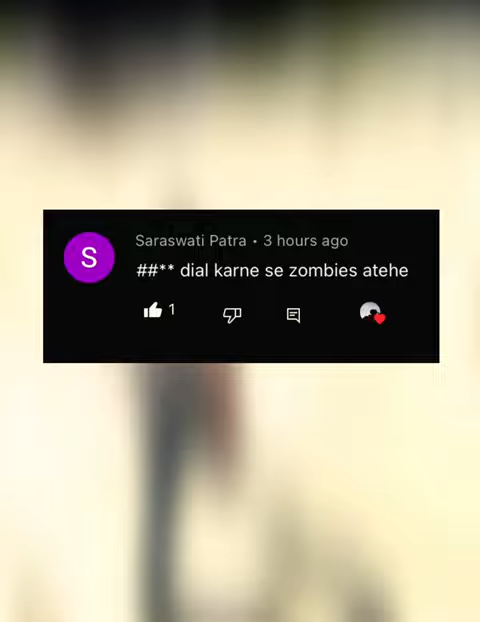 S
Saraswati Patra • 3 hours ago
##** dial karne se zombies atehe
1